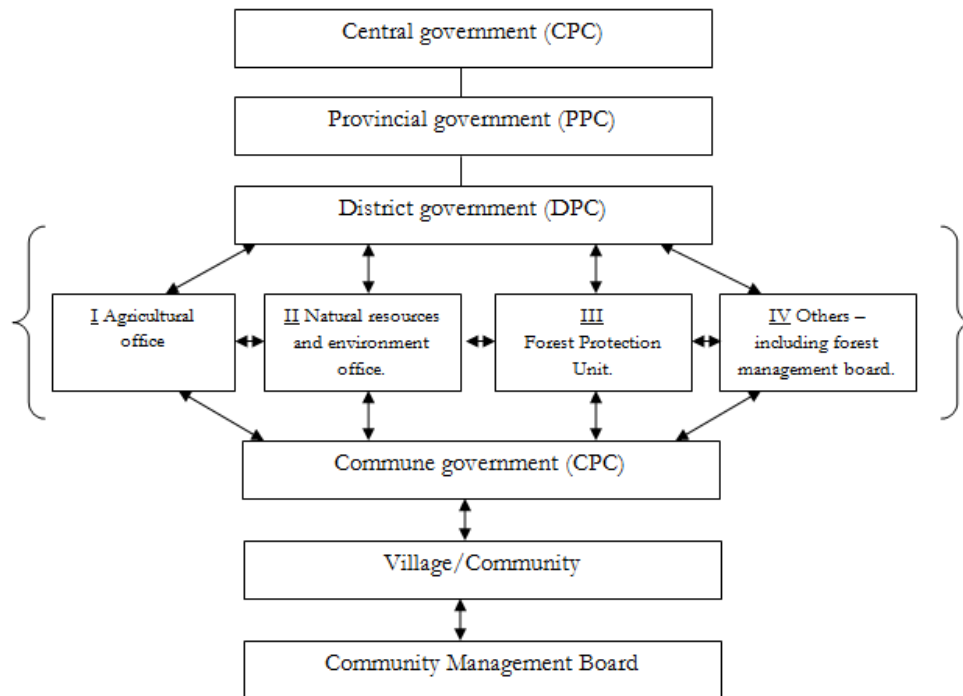 Central government (CPC)
Provincial government (PPC)
District government (DPC)
I Agricultural
office
II Natural resources
and environment
office.
III
Forest Protection
Unit.
IV Others –
including forest
management board.
Commune government (CPC)
Village/Community
Community Management Board